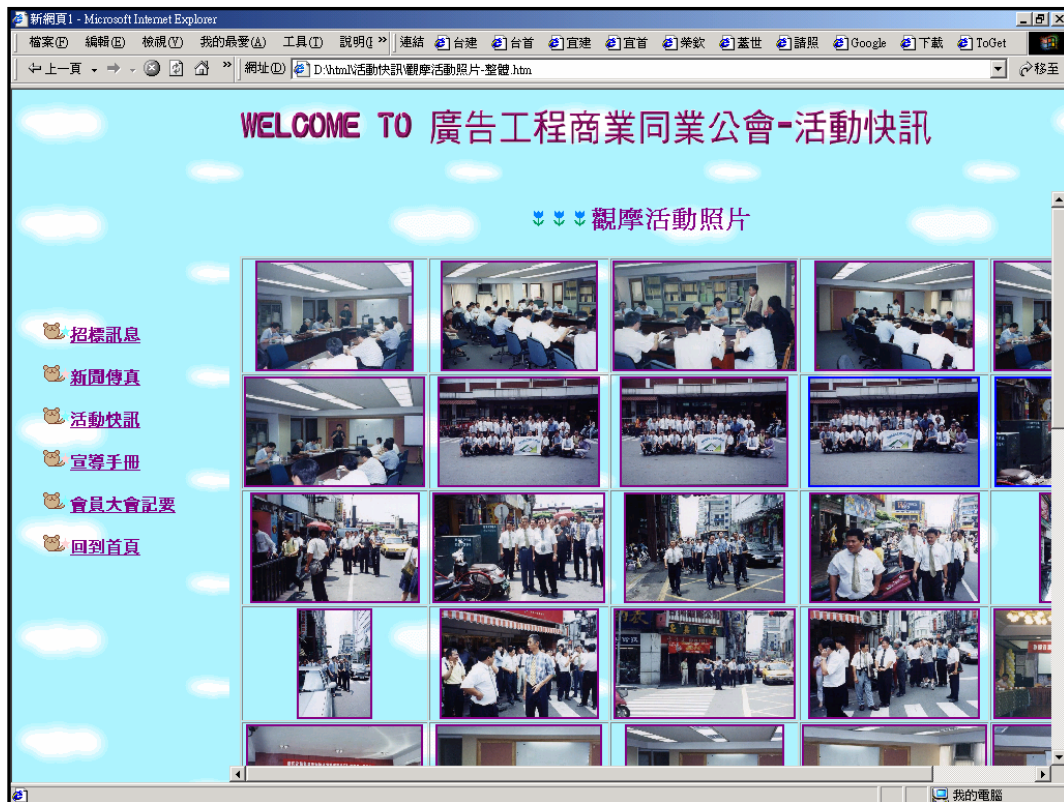 新網頁1 - Microsoft Internet Explorer
檔案(F) 編輯(E) 檢視(V) 我的最愛(A) 工具(T) 說明(H » 連結 台建 台首 宜建 宜首 榮欽 蓋世 諸照 Google 下載 ToGet
上一頁 » 網址(D) D:\html\活動快訊\觀摩活動照片-整體.htm 移至
WELCOME TO 廣告工程商業同業公會-活動快訊
觀摩活動照片
招標訊息
新聞傳真
活動快訊
宣導手冊
會員大會記要
回到首頁
我的電腦